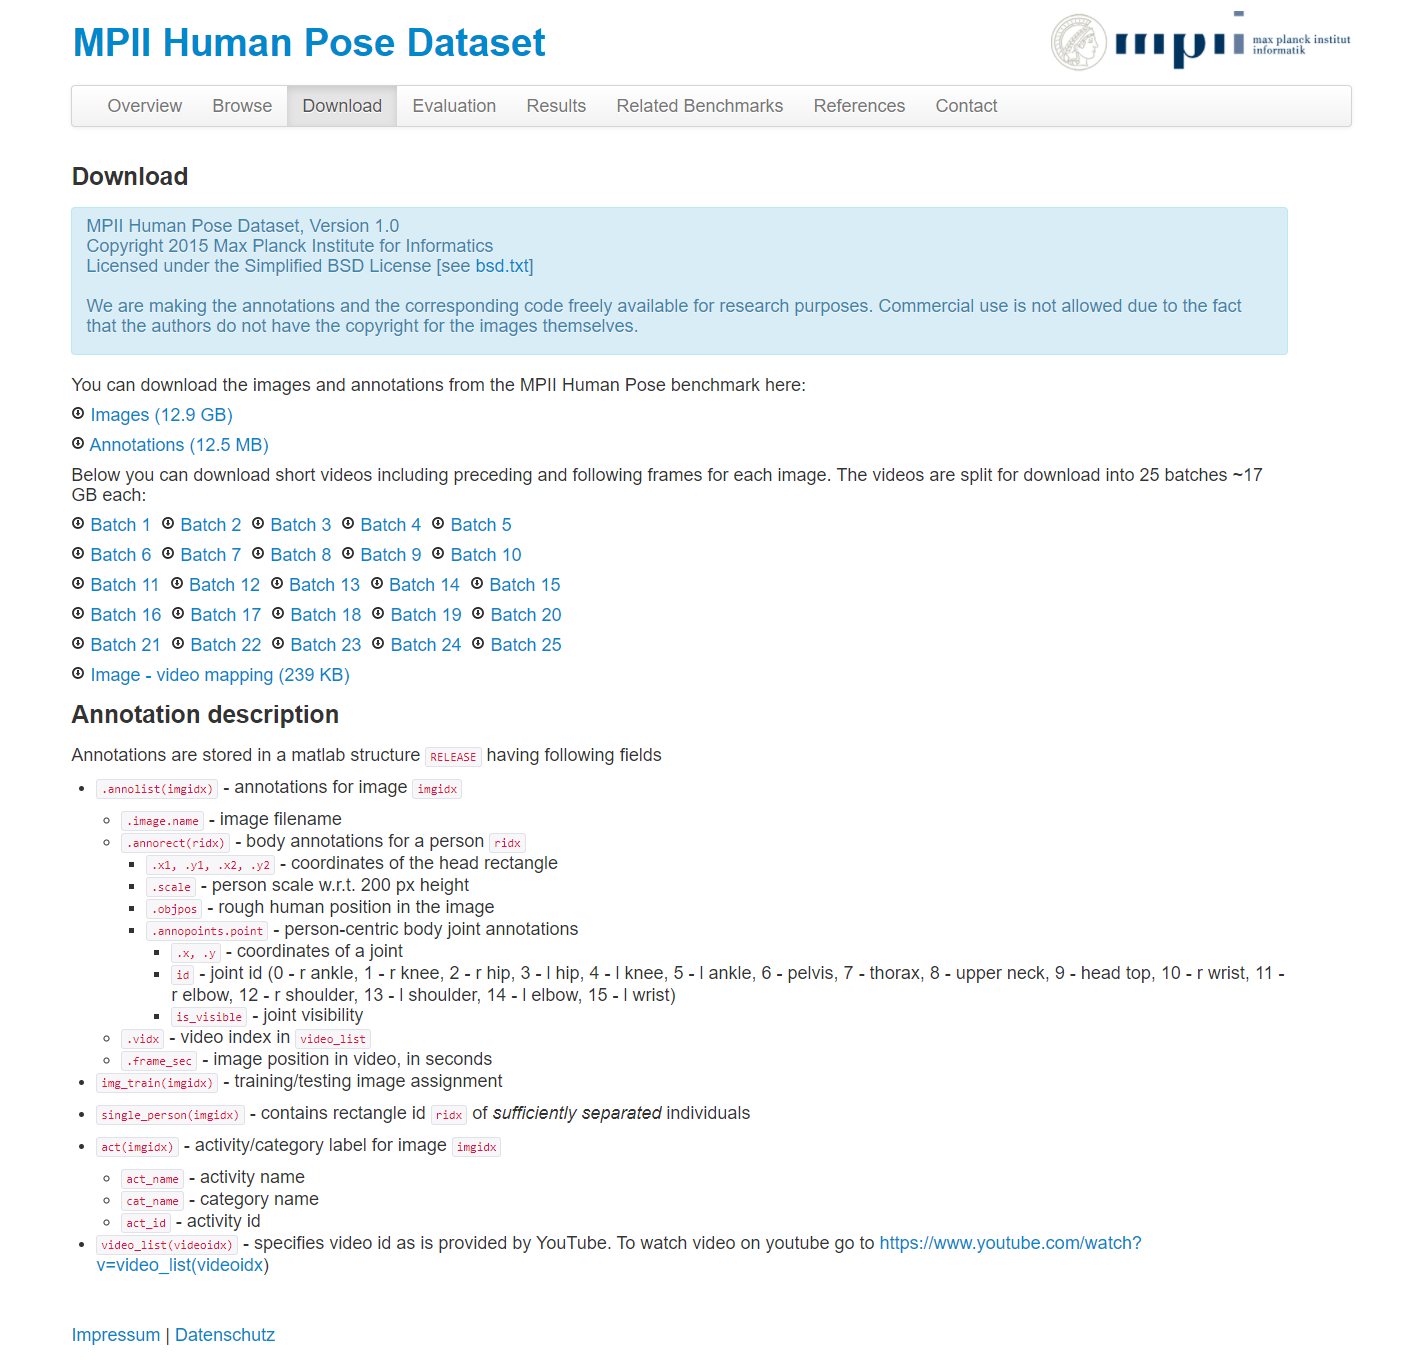 MPII Human Pose Dataset
mpii max planck institut
informatik
Overview Browse Download Evaluation Results Related Benchmarks References Contact
Download
MPII Human Pose Dataset, Version 1.0
Copyright 2015 Max Planck Institute for Informatics
Licensed under the Simplified BSD License [see bsd.txt]
We are making the annotations and the corresponding code freely available for research purposes. Commercial use is not allowed due to the fact
that the authors do not have the copyright for the images themselves.
You can download the images and annotations from the MPII Human Pose benchmark here:
Images (12.9 GB)
Annotations (12.5 MB)
Below you can download short videos including preceding and following frames for each image. The videos are split for download into 25 batches ~17
GB each:
Batch 1 Batch 2 Batch 3 Batch 4 Batch 5
Batch 6 Batch 7 Batch 8 Batch 9 Batch 10
Batch 11 Batch 12 Batch 13 Batch 14 Batch 15
Batch 16 Batch 17 Batch 18 Batch 19 Batch 20
Batch 21 Batch 22 Batch 23 Batch 24 Batch 25
Image - video mapping (239 KB)
Annotation description
Annotations are stored in a matlab structure RELEASE having following fields
.annolist(imgidx) - annotations for image imgidx
.image.name - image filename
.annorect(ridx) - body annotations for a person ridx
.x1, .y1, .x2, .y2 - coordinates of the head rectangle
.scale - person scale w.r.t. 200 px height
.objpos - rough human position in the image
.annopoints.point - person-centric body joint annotations
.x, .y - coordinates of a joint
id - joint id (0 - r ankle, 1 - r knee, 2 - r hip, 3 - l hip, 4 - l knee, 5 - l ankle, 6 - pelvis, 7 - thorax, 8 - upper neck, 9 - head top, 10 - r wrist, 11 -
r elbow, 12 - r shoulder, 13 - l shoulder, 14 - l elbow, 15 - l wrist)
is_visible - joint visibility
.vidx - video index in video_list
.frame_sec - image position in video, in seconds
img_train(imgidx) - training/testing image assignment
single_person(imgidx) - contains rectangle id ridx of sufficiently separated individuals
act(imgidx) - activity/category label for image imgidx
act_name - activity name
cat_name - category name
act_id - activity id
video_list(videoidx) - specifies video id as is provided by YouTube. To watch video on youtube go to https://www.youtube.com/watch?
v=video_list(videoidx)
Impressum | Datenschutz